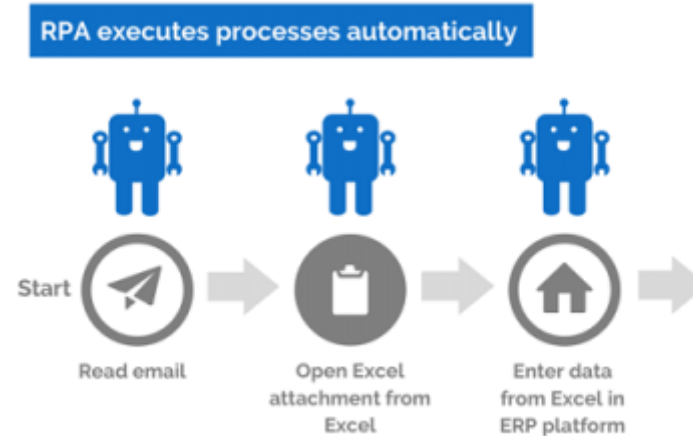 RPA executes processes automatically
Start
Read email
Open Excel
attachment from
Excel
Enter data
from Excel in
ERP platform